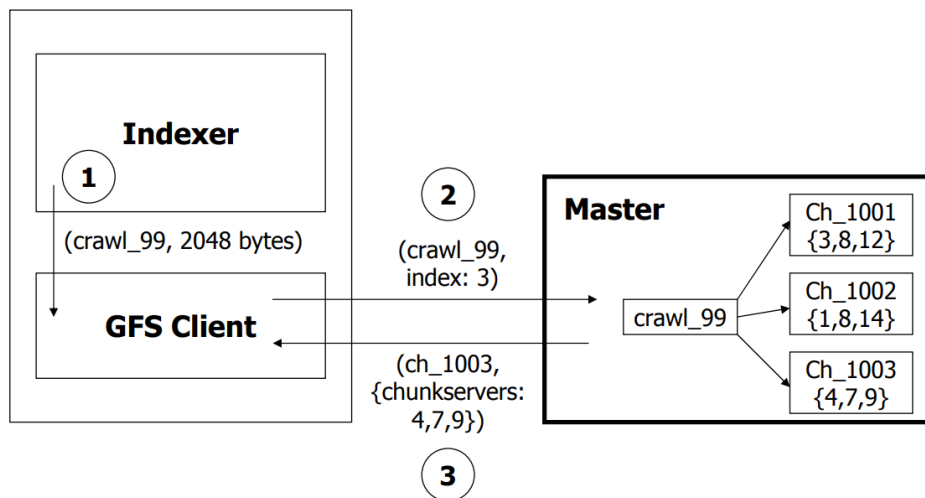 Indexer
1
(crawl_99, 2048 bytes)
GFS Client
2
(crawl_99,
index: 3)
(ch_1003,
{chunkservers:
4,7,9})
3
Master
crawl_99
Ch_1001
{3,8,12}
Ch_1002
{1,8,14}
Ch_1003
{4,7,9}